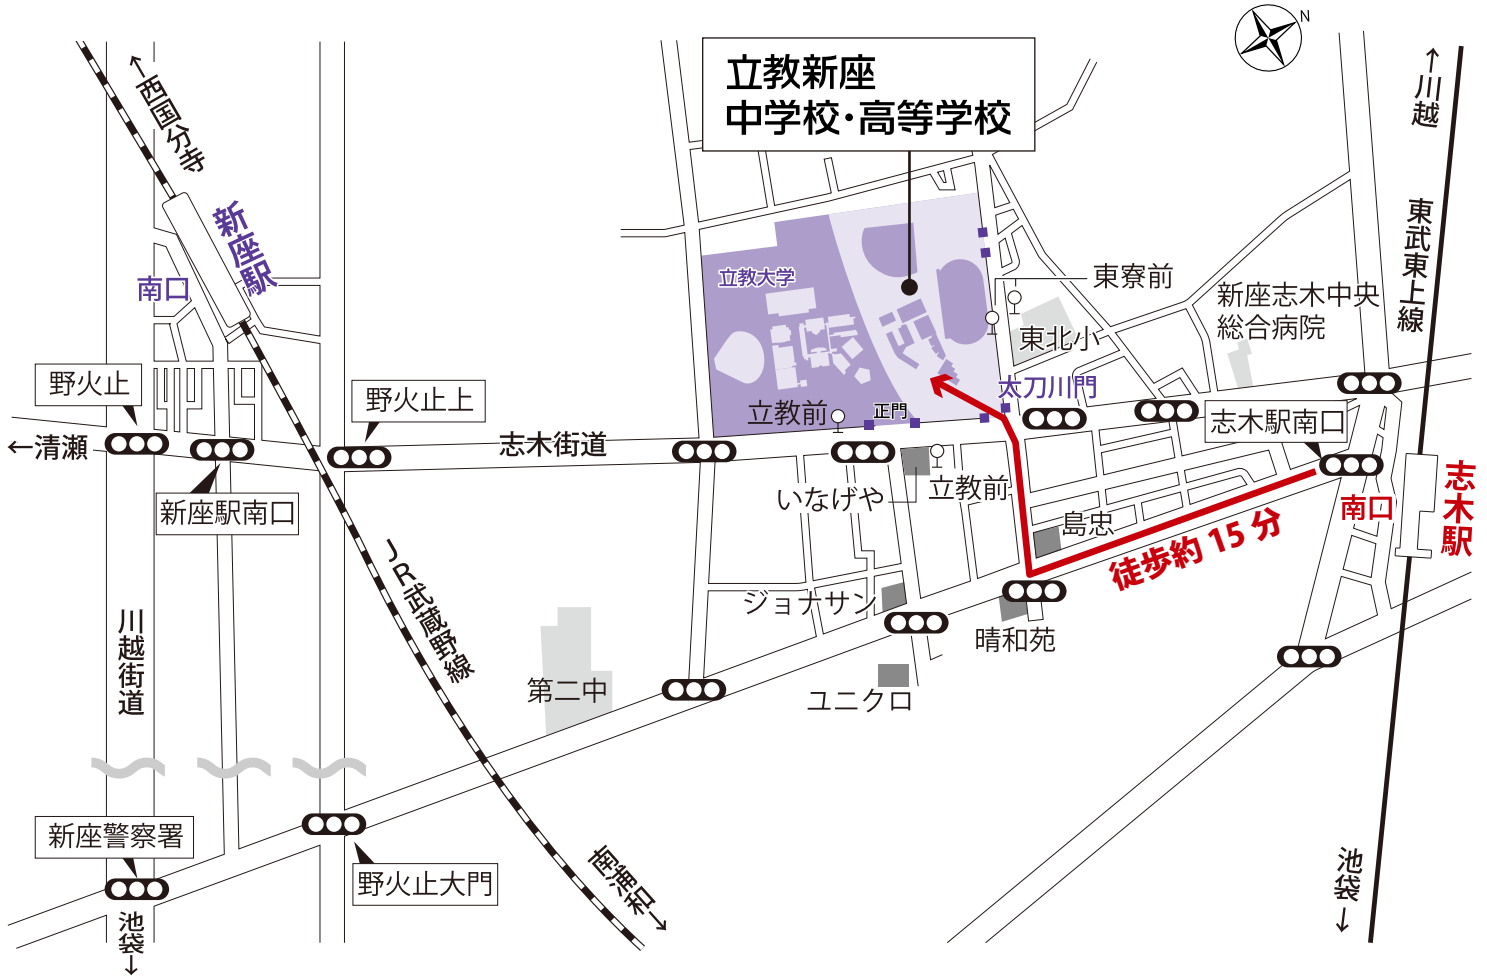 N
立教新座
中学校・高等学校
←西国分寺
↑川越
新座駅
南口
東武東上線
立教大学
東寮前
新座志木中央
総合病院
東北小
野火止
野火止上
太刀川門
立教前
正門
志木駅南口
←清瀬
志木街道
志木駅
南口
いなげや
立教前
新座駅南口
島忠
徒歩約 15 分
JR武蔵野線
ジョナサン
川越街道
晴和苑
第二中
ユニクロ
新座警察署
野火止大門
南浦和→
池袋→
池袋→